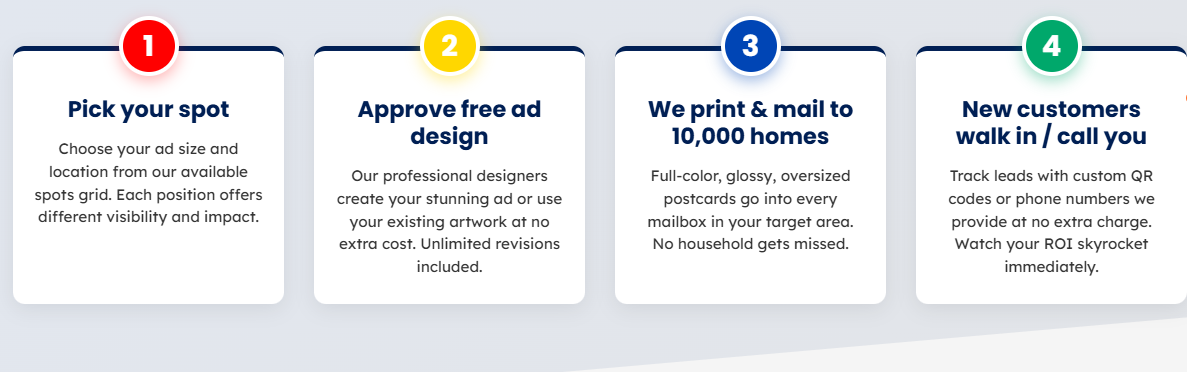 1
Pick your spot
Choose your ad size and
location from our available
spots grid. Each position offers
different visibility and impact.
2
Approve free ad
design
Our professional designers
create your stunning ad or use
your existing artwork at no
extra cost. Unlimited revisions
included.
3
We print & mail to
10,000 homes
Full-color, glossy, oversized
postcards go into every
mailbox in your target area.
No household gets missed.
4
New customers
walk in / call you
Track leads with custom QR
codes or phone numbers we
provide at no extra charge.
Watch your ROI skyrocket
immediately.